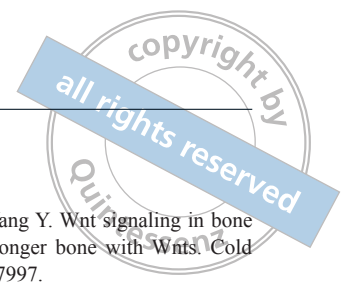 copyright by
all rights reserved
Quintessenz
ang Y. Wnt signaling in bone
onger bone with Wnts. Cold
7997.